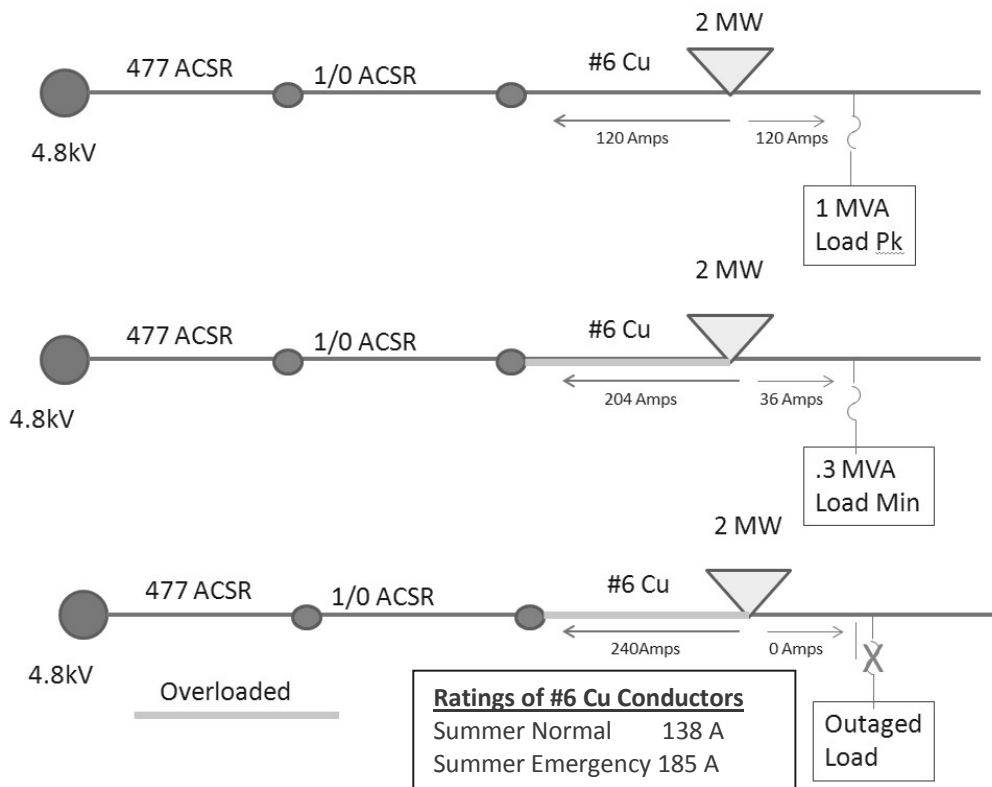 2 MW
477 ACSR
1/0 ACSR
#6 Cu
4.8kV
120 Amps
120 Amps
1 MVA
Load Pk
2 MW
477 ACSR
1/0 ACSR
#6 Cu
4.8kV
204 Amps
36 Amps
.3 MVA
Load Min
2 MW
477 ACSR
1/0 ACSR
#6 Cu
4.8kV
240Amps
0 Amps
Overloaded
Ratings of #6 Cu Conductors
Summer Normal 138 A
Summer Emergency 185 A
Outaged
Load